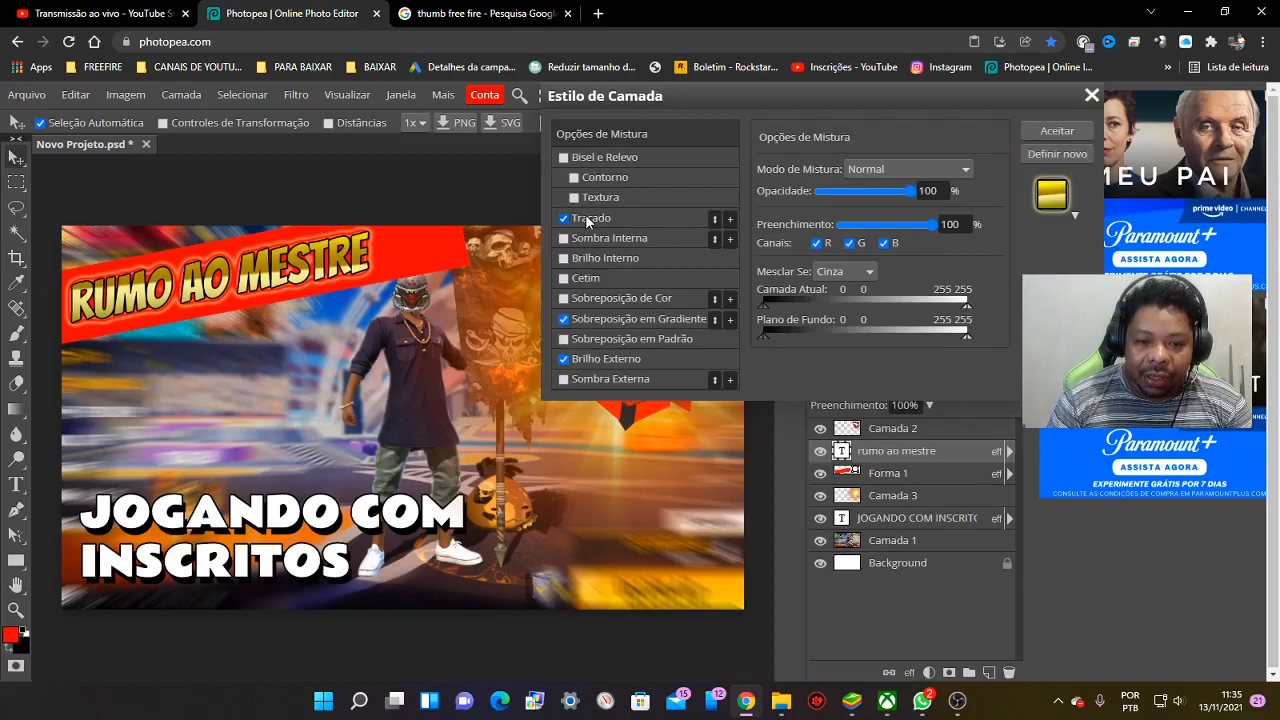 Transmissão ao vivo - YouTube S
Photopea | Online Photo Editor
thumb free fire - Pesquisa Google
photopea.com
Apps
FREEFIRE
CANAIS DE YOUTU...
PARA BAIXAR
BAIXAR
Detalhes da campa...
Reduzir tamanho d...
Boletim - Rockstar...
Inscrições - YouTube
Instagram
Photopea | Online I...
»
Lista de leitura
Arquivo
Editar
Imagem
Camada
Selecionar
Filtro
Visualizar
Janela
Mais
Conta
Seleção Automática
Controles de Transformação
Distâncias
1x
PNG
SVG
Novo Projeto.psd *
Estilo de Camada
Opções de Mistura
Bisel e Relevo
Contorno
Textura
Traçado
Sombra Interna
Brilho Interno
Cetim
Sobreposição de Cor
Sobreposição em Gradiente
Sobreposição em Padrão
Brilho Externo
Sombra Externa
Opções de Mistura
Modo de Mistura: Normal
Opacidade: 100 %
Preenchimento: 100 %
Canais: R G B
Mesclar Se: Cinza
Camada Atual: 0 0 255 255
Plano de Fundo: 0 0 255 255
Aceitar
Definir novo
RUMO AO MESTRE
JOGANDO COM
INSCRITOS
Preenchimento: 100%
Camada 2
rumo ao mestre
eff
Forma 1
eff
Camada 3
JOGANDO COM INSCRITO
eff
Camada 1
Background
eff
MEU PAI
prime video | CHANNEL
Paramount+
ASSISTA AGORA
Paramount+
ASSISTA AGORA
EXPERIMENTE GRÁTIS POR 7 DIAS
CONSULTE AS CONDIÇÕES DE COMPRA EM PARAMOUNTPLUS.COM
15
12
2
POR
PTB
11:35
13/11/2021
21